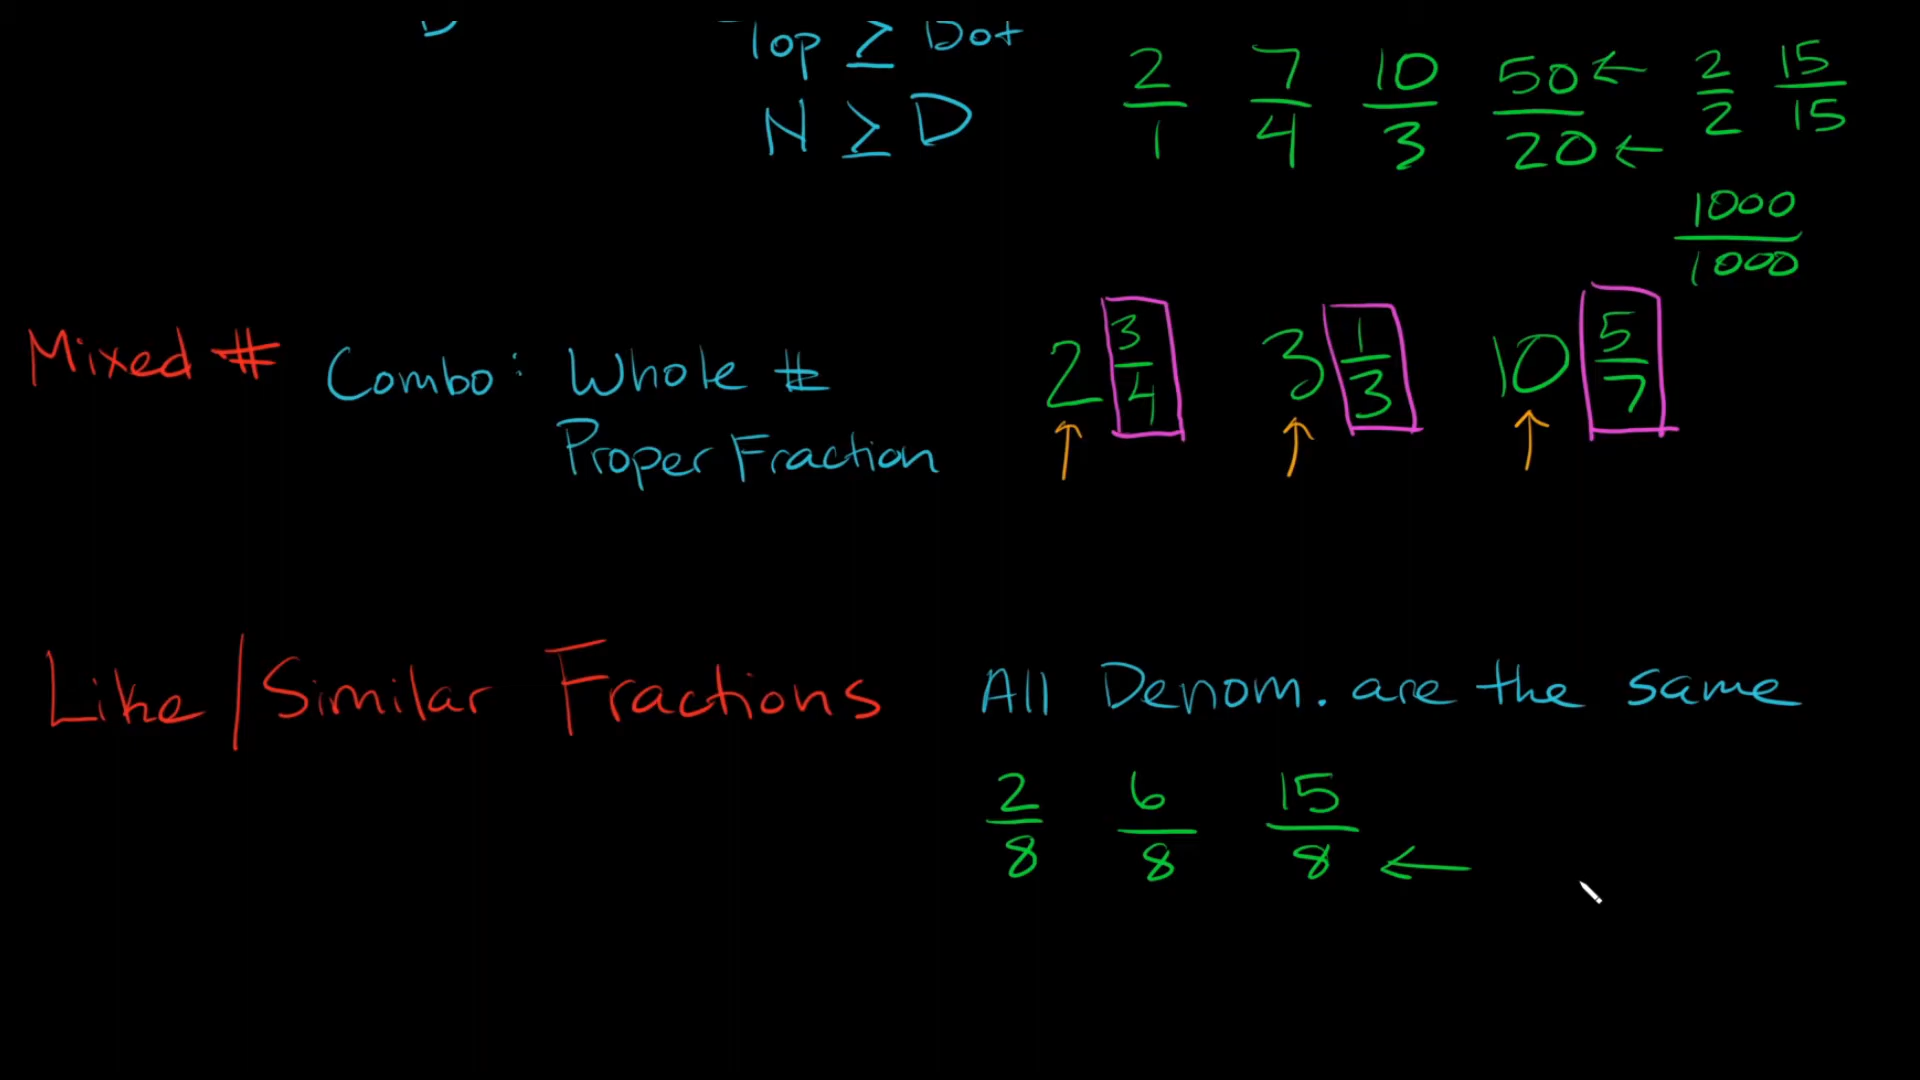 Top ≥ Bot
N ≥ D
2/1 7/4 10/3 50/20 ← ← 2/2 15/15
1000/1000
Mixed # Combo: Whole #
Proper Fraction
2 3/4 3 1/3 10 5/7
↑ ↑ ↑
Like/Similar Fractions All Denom. are the same
2/8 6/8 15/8 ←